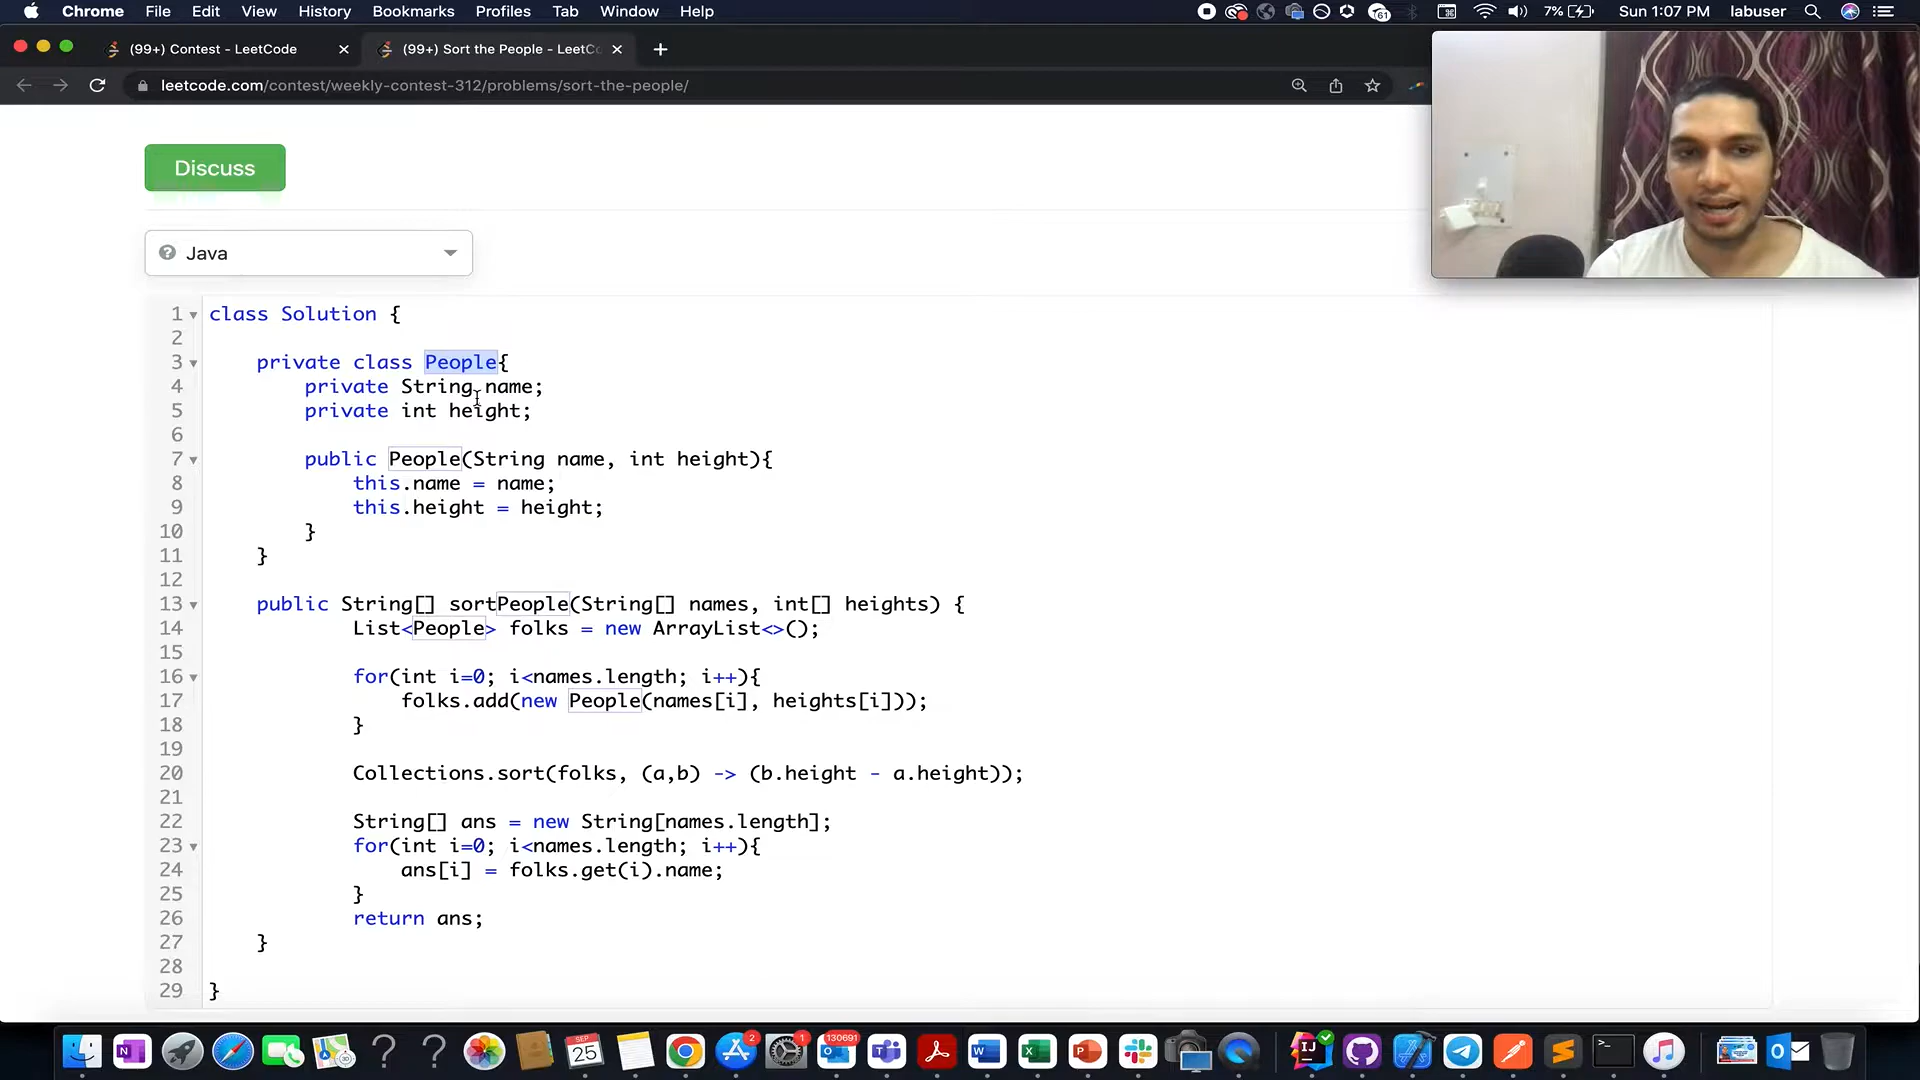 Chrome File Edit View History Bookmarks Profiles Tab Window Help 61 7% Sun 1:07 PM labuser
(99+) Contest - LeetCode (99+) Sort the People - LeetC
leetcode.com/contest/weekly-contest-312/problems/sort-the-people/
Discuss
Java
1 class Solution {
2
3 private class People{
4 private String name;
5 private int height;
6
7 public People(String name, int height){
8 this.name = name;
9 this.height = height;
10 }
11 }
12
13 public String[] sortPeople(String[] names, int[] heights) {
14 List<People> folks = new ArrayList<>();
15
16 for(int i=0; i<names.length; i++){
17 folks.add(new People(names[i], heights[i]));
18 }
19
20 Collections.sort(folks, (a,b) -> (b.height - a.height));
21
22 String[] ans = new String[names.length];
23 for(int i=0; i<names.length; i++){
24 ans[i] = folks.get(i).name;
25 }
26 return ans;
27 }
28
29 }
N SEP 25 2 1 130691 W X P IJ